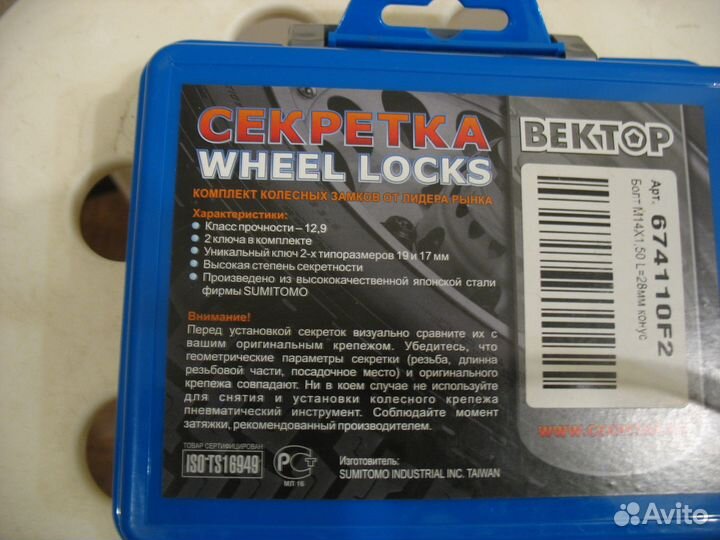 СЕКРЕТКА
WHEEL LOCKS
КОМПЛЕКТ КОЛЕСНЫХ ЗАМКОВ ОТ ЛИДЕРА РЫНКА
Характеристики:
Класс прочности – 12,9
2 ключа в комплекте
Уникальный ключ 2-х типоразмеров 19 и 17 мм
Высокая степень секретности
Произведено из высококачественной японской стали
фирмы SUMITOMO
Внимание!
Перед установкой секреток визуально сравните их с
вашим оригинальным крепежом. Убедитесь, что
геометрические параметры секретки (резьба, длинна
резьбовой части, посадочное место) и оригинального
крепежа совпадают. Ни в коем случае не используйте
для снятия и установки колесного крепежа
пневматический инструмент. Соблюдайте момент
затяжки, рекомендованный производителем.
ТОВАР СЕРТИФИЦИРОВАН
ISO-TS16949
РСТ
МЛ 16
Изготовитель:
SUMITOMO INDUSTRIAL INC. TAIWAN
ВЕКТОР
Арт. 674110F2
Болт М14Х1,50 L=28мм конус
Avito